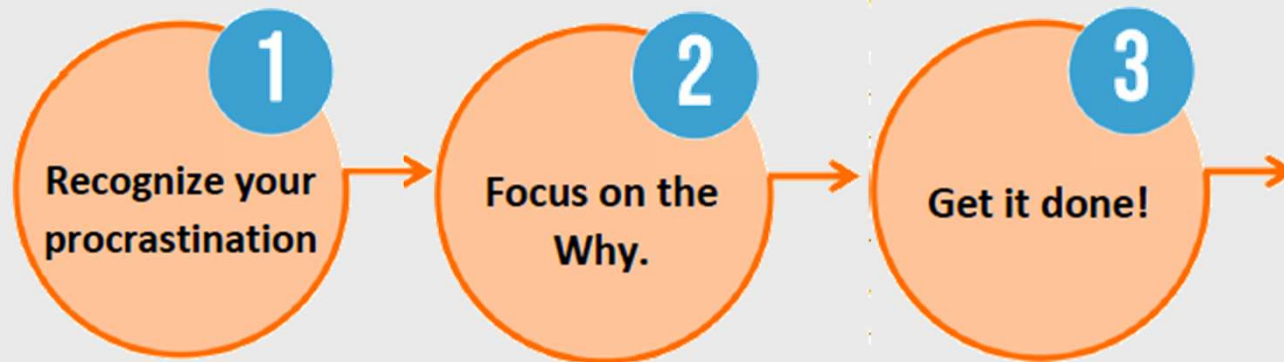 1
Recognize your
procrastination
2
Focus on the
Why.
3
Get it done!